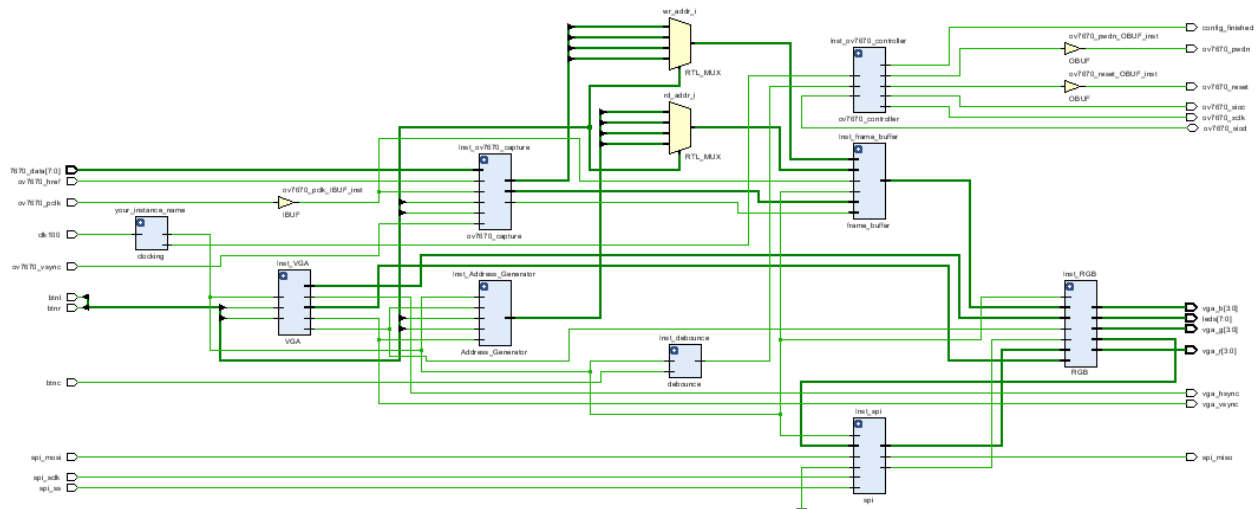 wr_addr_i
RTL_MUX
rd_addr_i
RTL_MUX
Inst_ov7670_controller
ov7670_controller
config_finished
ov7670_pwdn_OBUF_inst
OBUF
ov7670_pwdn
ov7670_reset_OBUF_inst
OBUF
ov7670_reset
ov7670_sioc
ov7670_xclk
ov7670_siod
Inst_frame_buffer
frame_buffer
7670_data[7:0]
ov7670_href
ov7670_pclk
ov7670_pclk_IBUF_inst
IBUF
Inst_ov7670_capture
ov7670_capture
your_instance_name
clocking
clk100
ov7670_vsync
btnl
btnr
Inst_VGA
VGA
Inst_Address_Generator
Address_Generator
Inst_debounce
debounce
btnc
Inst_RGB
RGB
vga_b[3:0]
leds[7:0]
vga_g[3:0]
vga_r[3:0]
vga_hsync
vga_vsync
Inst_spi
spi
spi_mosi
spi_sclk
spi_ss
spi_miso